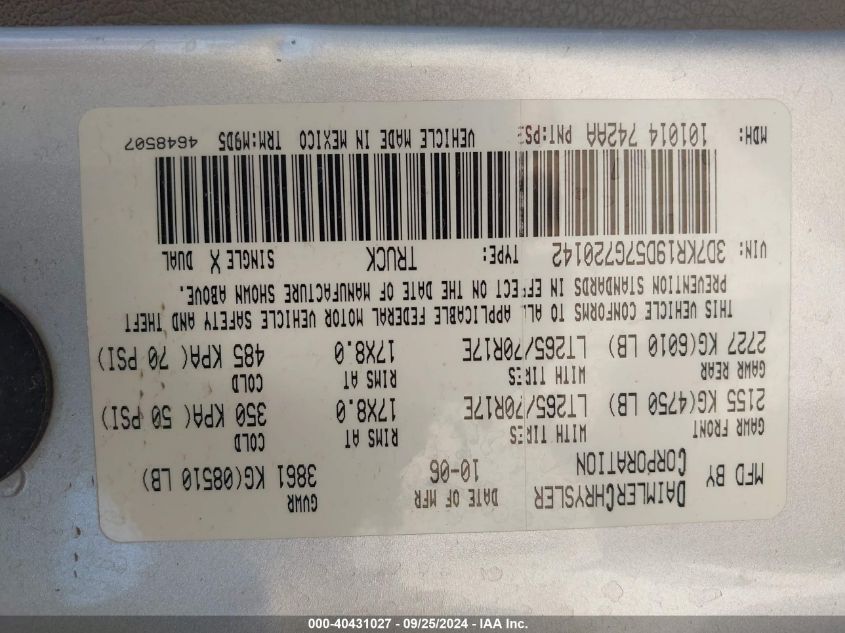 MFD BY DAIMLERCHRYSLER CORPORATION
DATE OF MFR 10-06
GVWR 3861 KG(08510 LB)
GAWR FRONT 2155 KG(4750 LB)
WITH TIRES LT265/70R17E
RIMS AT 17X8.0
COLD 350 KPA( 50 PSI)
GAWR REAR 2727 KG(6010 LB)
WITH TIRES LT265/70R17E
RIMS AT 17X8.0
COLD 485 KPA( 70 PSI)
THIS VEHICLE CONFORMS TO ALL APPLICABLE FEDERAL MOTOR VEHICLE SAFETY AND THEFT
PREVENTION STANDARDS IN EFFECT ON THE DATE OF MANUFACTURE SHOWN ABOVE.
VIN: 3D7KR19D57G720142 TYPE: TRUCK SINGLE X DUAL
MDH: 101014 742AA PNT:PS2 VEHICLE MADE IN MEXICO TRM:M9D5 4648507
000-40431027 - 09/25/2024 - IAA Inc.